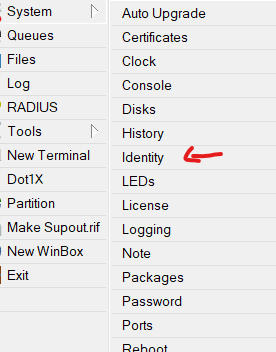 System
Queues
Files
Log
RADIUS
Tools
New Terminal
Dot1X
Partition
Make Supout.rif
New WinBox
Exit
Auto Upgrade
Certificates
Clock
Console
Disks
History
Identity
LEDs
License
Logging
Note
Packages
Password
Ports
Reboot